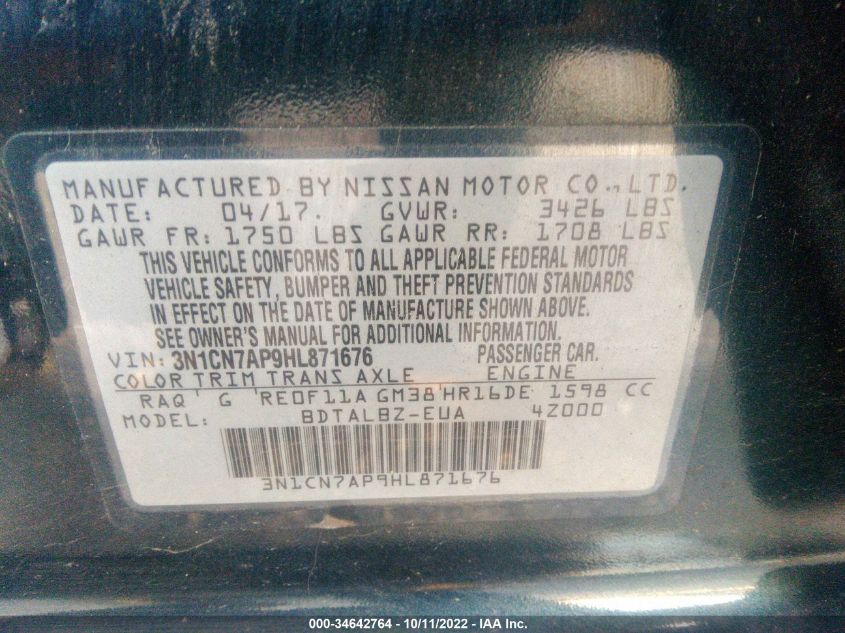 MANUFACTURED BY NISSAN MOTOR CO., LTD.
DATE: 04/17. GVWR: 3426 LBS
GAWR FR: 1750 LBS GAWR RR: 1708 LBS
THIS VEHICLE CONFORMS TO ALL APPLICABLE FEDERAL MOTOR
VEHICLE SAFETY, BUMPER AND THEFT PREVENTION STANDARDS
IN EFFECT ON THE DATE OF MANUFACTURE SHOWN ABOVE.
SEE OWNER'S MANUAL FOR ADDITIONAL INFORMATION.
VIN: 3N1CN7AP9HL871676 PASSENGER CAR.
COLOR TRIM TRANS AXLE ENGINE
RAQ G RE0F11A GM38 HR16DE 1598 CC
MODEL: BDTALBZ-EUA 4Z000
3N1CN7AP9HL871676
000-34642764 - 10/11/2022 - IAA Inc.